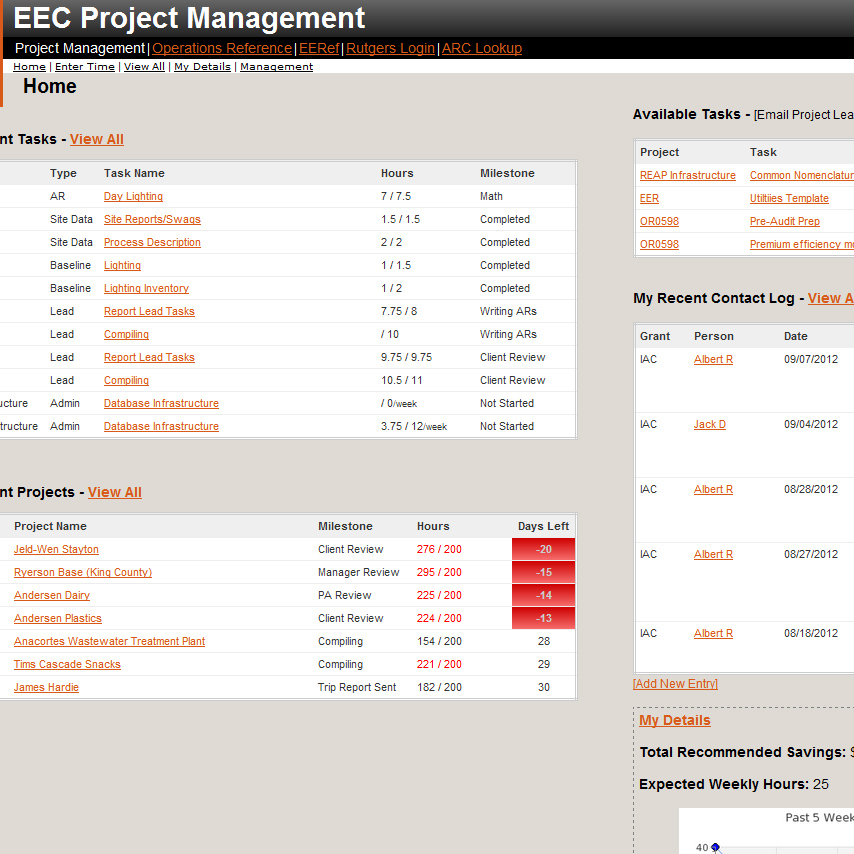 EEC Project Management
Project Management | Operations Reference | EERef | Rutgers Login | ARC Lookup
Home | Enter Time | View All | My Details | Management
Home
nt Tasks - View All
Type Task Name Hours Milestone
AR Day Lighting 7 / 7.5 Math
Site Data Site Reports/Swags 1.5 / 1.5 Completed
Site Data Process Description 2 / 2 Completed
Baseline Lighting 1 / 1.5 Completed
Baseline Lighting Inventory 1 / 2 Completed
Lead Report Lead Tasks 7.75 / 8 Writing ARs
Lead Compiling / 10 Writing ARs
Lead Report Lead Tasks 9.75 / 9.75 Client Review
Lead Compiling 10.5 / 11 Client Review
ucture Admin Database Infrastructure / 0/week Not Started
tructure Admin Database Infrastructure 3.75 / 12/week Not Started
nt Projects - View All
Project Name Milestone Hours Days Left
Jeld-Wen Stayton Client Review 276 / 200 -20
Ryerson Base (King County) Manager Review 295 / 200 -15
Andersen Dairy PA Review 225 / 200 -14
Andersen Plastics Client Review 224 / 200 -13
Anacortes Wastewater Treatment Plant Compiling 154 / 200 28
Tims Cascade Snacks Compiling 221 / 200 29
James Hardie Trip Report Sent 182 / 200 30
Available Tasks - [Email Project Lea
Project Task
REAP Infrastructure Common Nomenclatur
EER Utiltiies Template
OR0598 Pre-Audit Prep
OR0598 Premium efficiency mo
My Recent Contact Log - View A
Grant Person Date
IAC Albert R 09/07/2012
IAC Jack D 09/04/2012
IAC Albert R 08/28/2012
IAC Albert R 08/27/2012
IAC Albert R 08/18/2012
[Add New Entry]
My Details
Total Recommended Savings: $
Expected Weekly Hours: 25
Past 5 Week
40